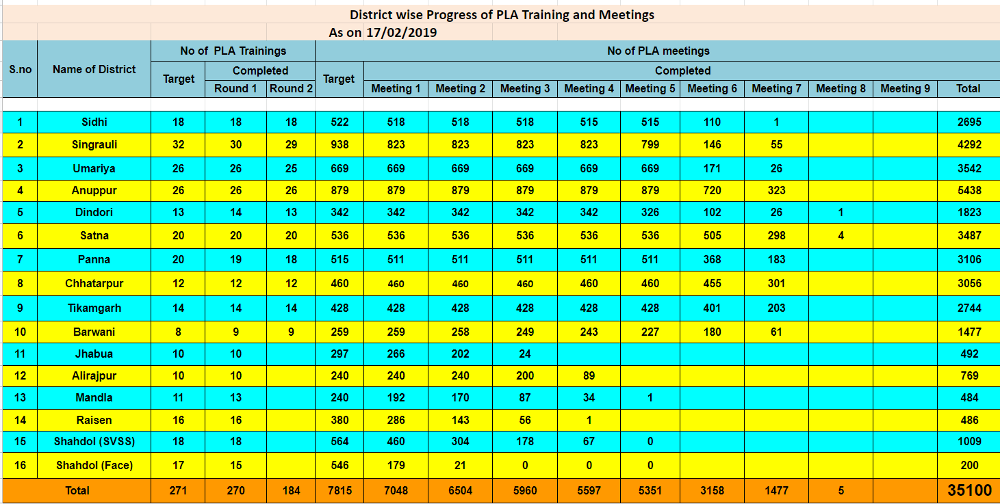 District wise Progress of PLA Training and Meetings
As on 17/02/2019
S.no Name of District No of PLA Trainings No of PLA meetings
Target Completed Target Completed
Round 1 Round 2 Meeting 1 Meeting 2 Meeting 3 Meeting 4 Meeting 5 Meeting 6 Meeting 7 Meeting 8 Meeting 9 Total
1 Sidhi 18 18 18 522 518 518 518 515 515 110 1 2695
2 Singrauli 32 30 29 938 823 823 823 823 799 146 55 4292
3 Umariya 26 26 25 669 669 669 669 669 669 171 26 3542
4 Anuppur 26 26 26 879 879 879 879 879 879 720 323 5438
5 Dindori 13 14 13 342 342 342 342 342 326 102 26 1 1823
6 Satna 20 20 20 536 536 536 536 536 536 505 298 4 3487
7 Panna 20 19 18 515 511 511 511 511 511 368 183 3106
8 Chhatarpur 12 12 12 460 460 460 460 460 460 455 301 3056
9 Tikamgarh 14 14 14 428 428 428 428 428 428 401 203 2744
10 Barwani 8 9 9 259 259 258 249 243 227 180 61 1477
11 Jhabua 10 10 297 266 202 24 492
12 Alirajpur 10 10 240 240 240 200 89 769
13 Mandla 11 13 240 192 170 87 34 1 484
14 Raisen 16 16 380 286 143 56 1 486
15 Shahdol (SVSS) 18 18 564 460 304 178 67 0 1009
16 Shahdol (Face) 17 15 546 179 21 0 0 0 200
Total 271 270 184 7815 7048 6504 5960 5597 5351 3158 1477 5 35100